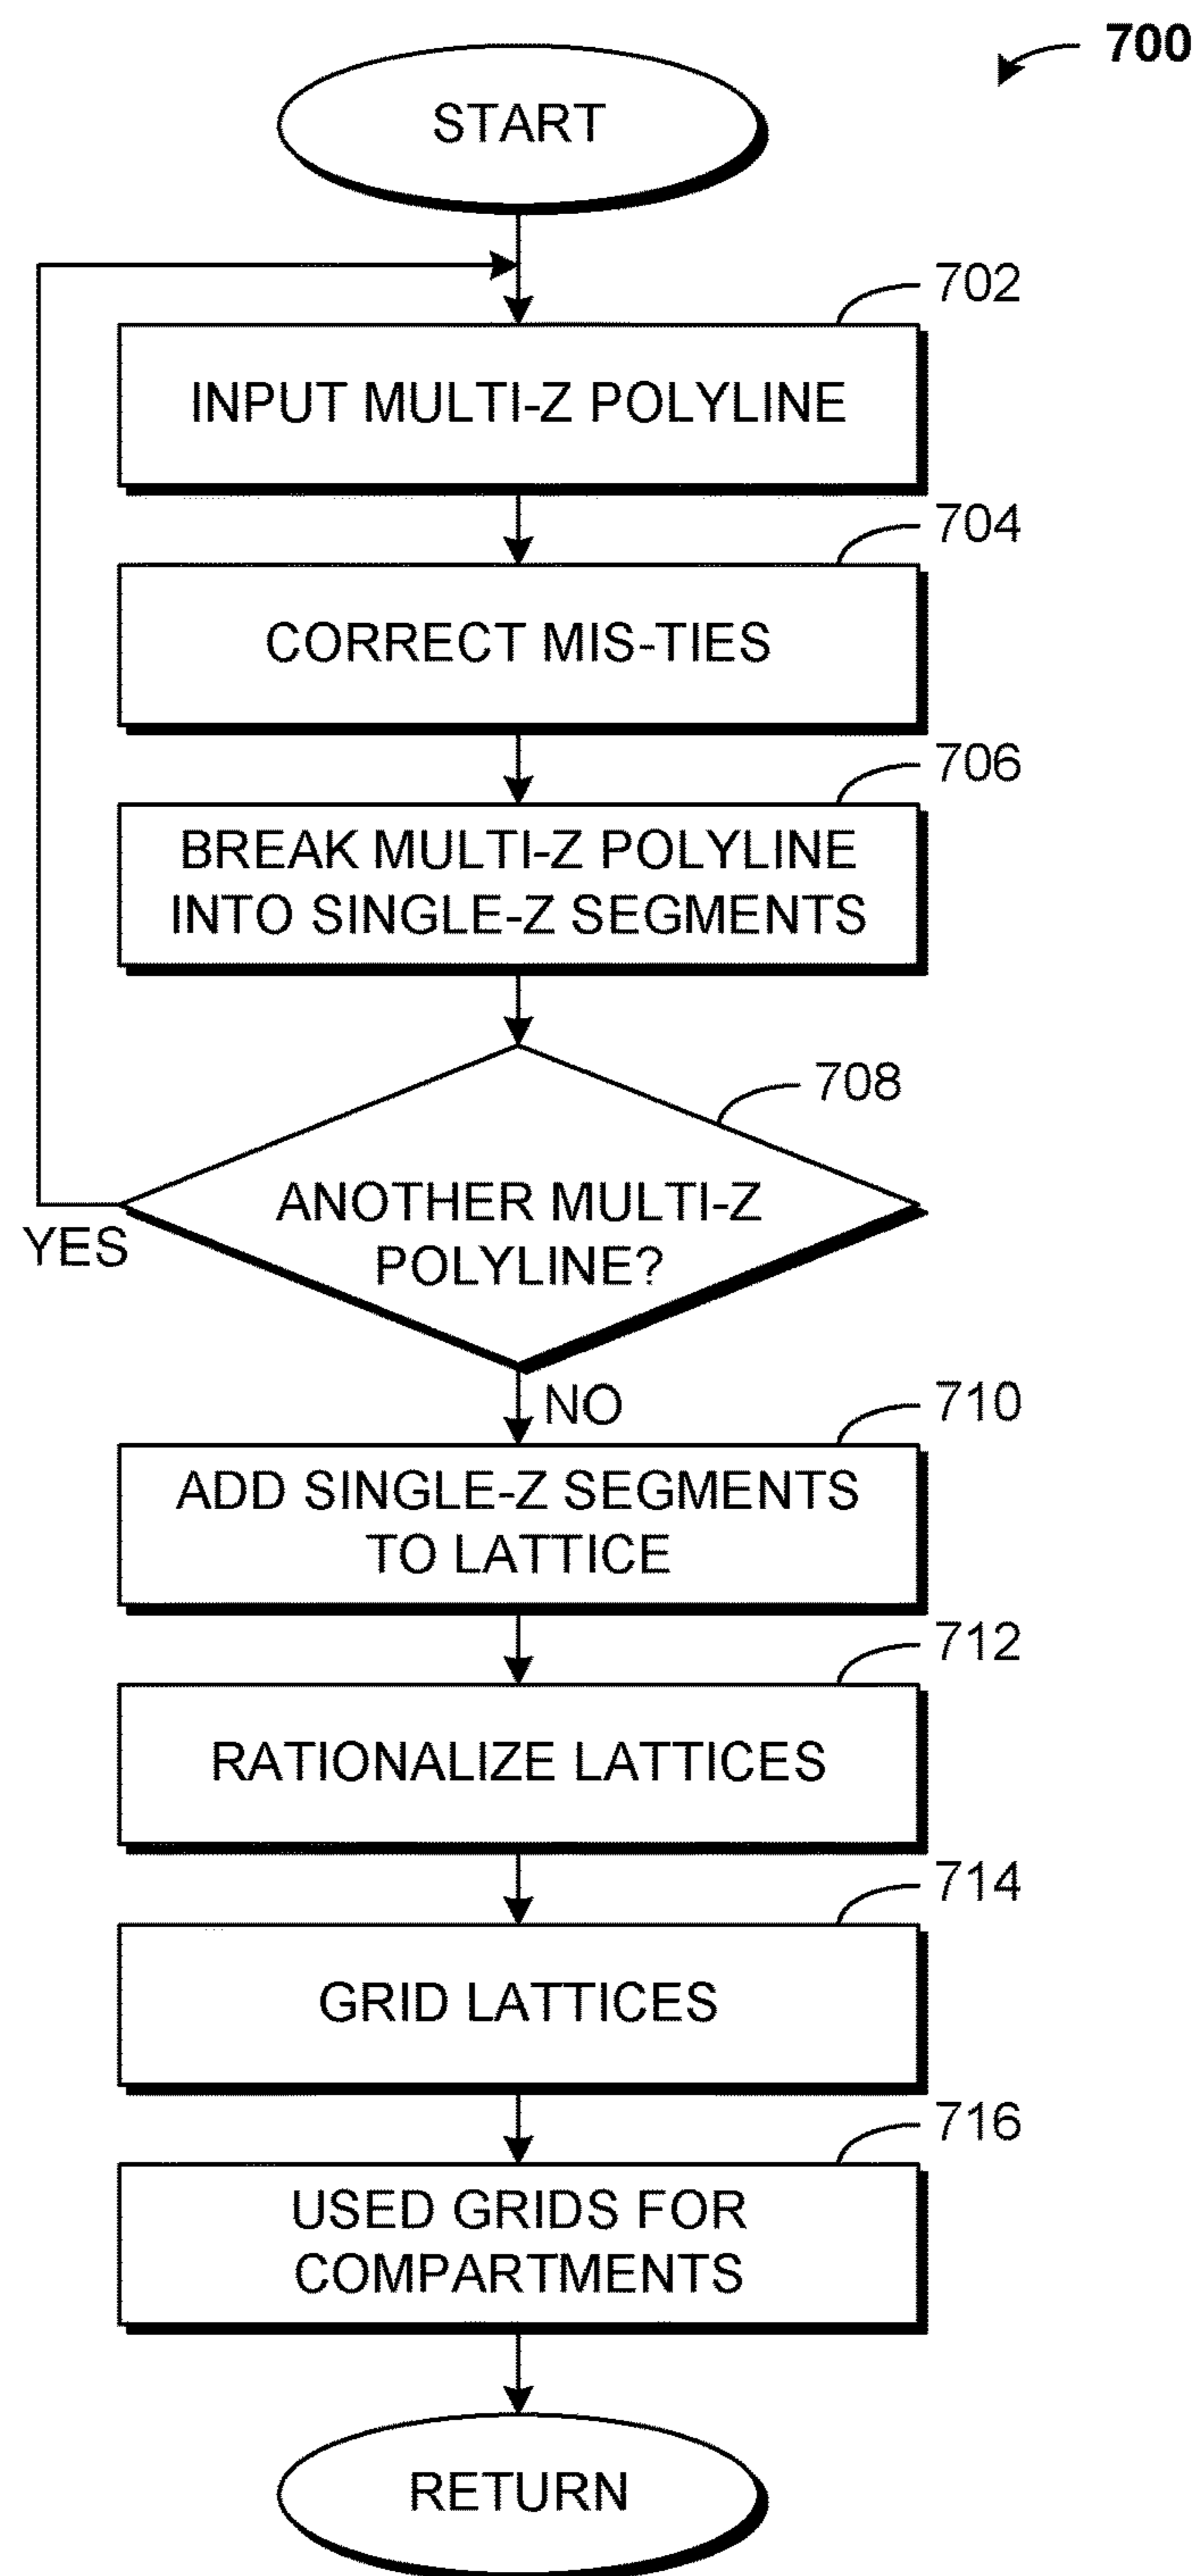 700
START
702
INPUT MULTI-Z POLYLINE
704
CORRECT MIS-TIES
706
BREAK MULTI-Z POLYLINE
INTO SINGLE-Z SEGMENTS
708
ANOTHER MULTI-Z
POLYLINE?
YES
NO
710
ADD SINGLE-Z SEGMENTS
TO LATTICE
712
RATIONALIZE LATTICES
714
GRID LATTICES
716
USED GRIDS FOR
COMPARTMENTS
RETURN